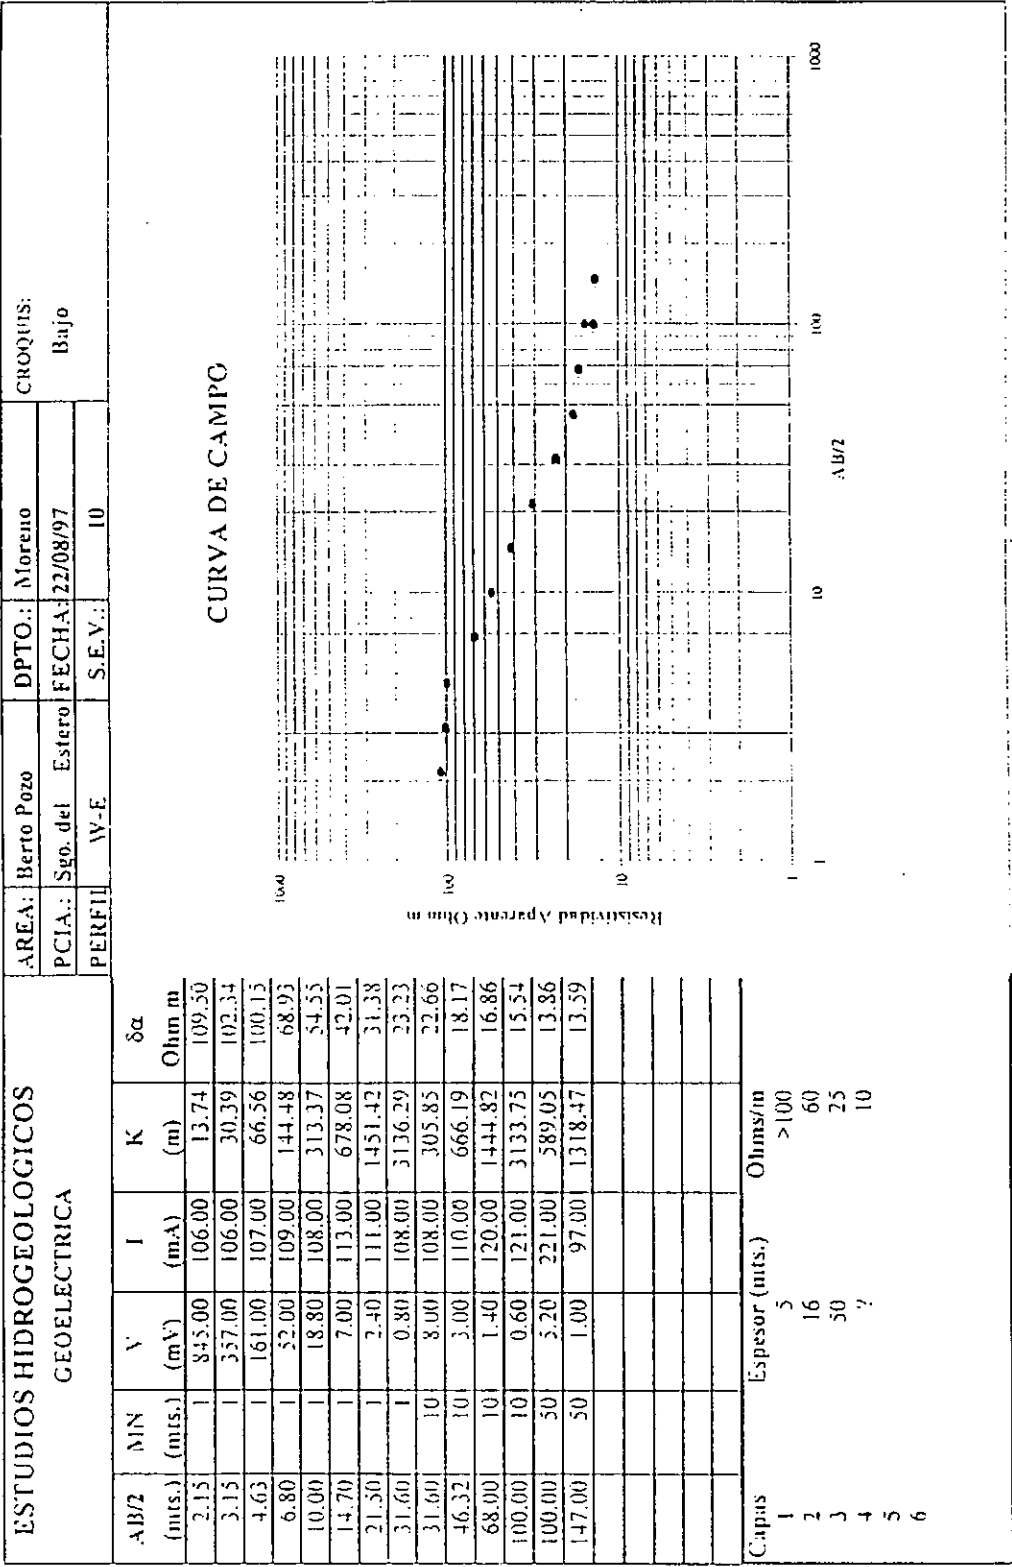 ESTUDIOS HIDROGEOLOGICOS
GEOELECTRICA
AREA: Berto Pozo DPTO.: Moreno CROQUIS:
PCIA.: Sgo. del Estero FECHA: 22/08/97 Bajo
PERFIL W-E S.E.V.: 10
AB/2 MN V I K δα
(mts.) (mts.) (mV) (mA) (m) Ohm m
2.15 1 845.00 106.00 13.74 109.50
3.15 1 357.00 106.00 30.39 102.34
4.63 1 161.00 107.00 66.56 100.15
6.80 1 52.00 109.00 144.48 68.93
10.00 1 18.80 108.00 313.37 54.55
14.70 1 7.00 113.00 678.08 42.01
21.50 1 2.40 111.00 1451.42 31.38
31.60 1 0.80 108.00 3136.29 23.23
31.60 10 8.00 108.00 305.85 22.66
46.32 10 3.00 110.00 666.19 18.17
68.00 10 1.40 120.00 1444.82 16.86
100.00 10 0.60 121.00 3133.75 15.54
100.00 50 5.20 221.00 589.05 13.86
147.00 50 1.00 97.00 1318.47 13.59
Capas Espesor (mts.) Ohms/m
1 5 >100
2 16 60
3 50 25
4 ? 10
5
6
CURVA DE CAMPO
Resistividad Aparente Ohm m
1000
100
10
1
1 10 100 1000
AB/2